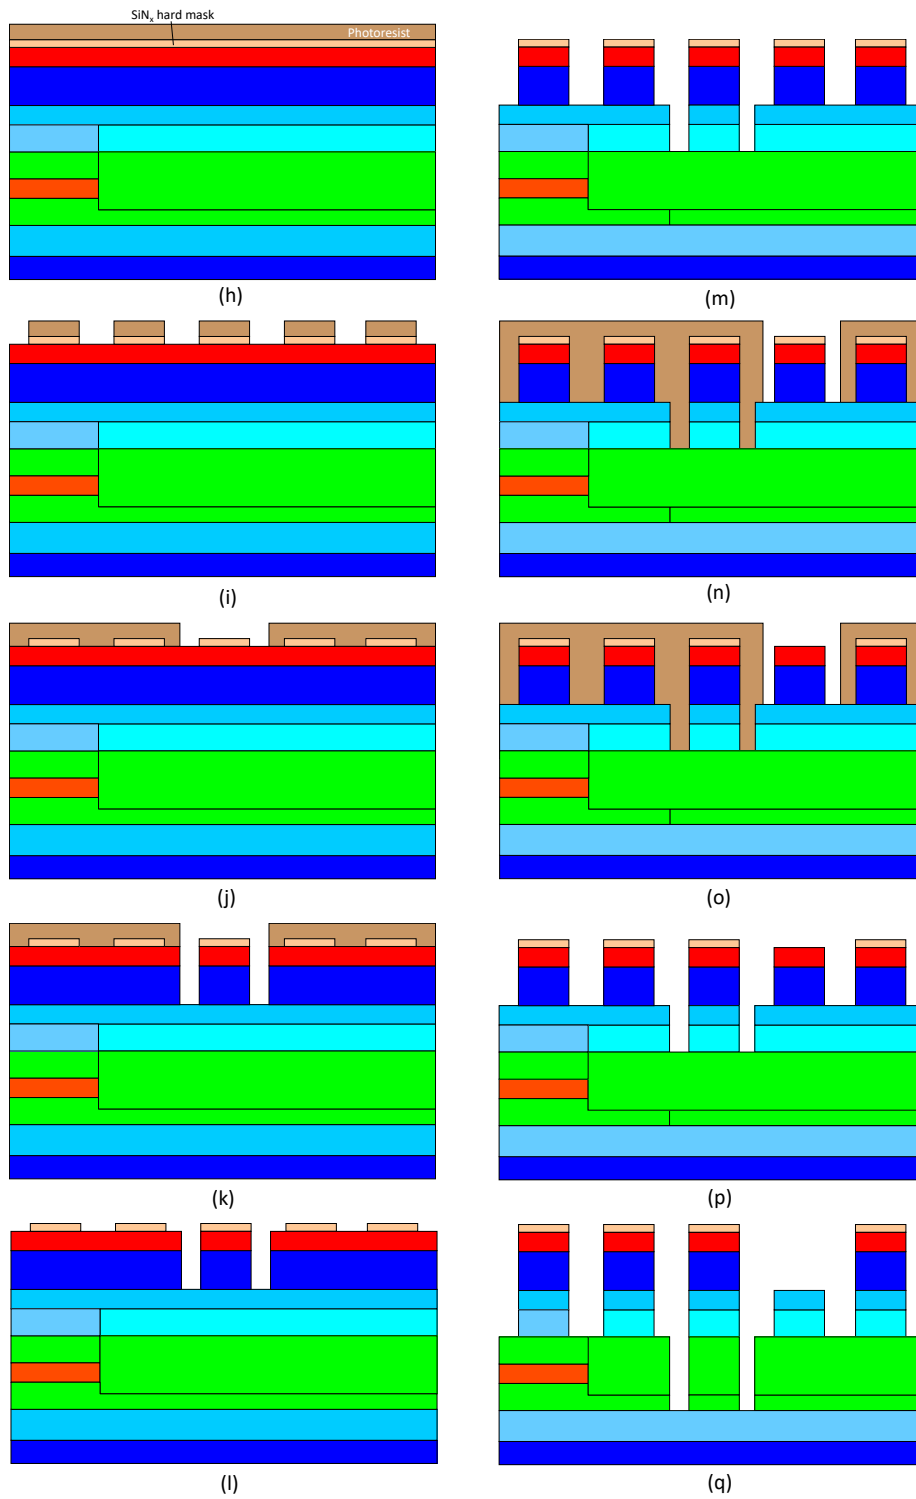 SiNₓ hard mask
Photoresist
(h)
(i)
(j)
(k)
(l)
(m)
(n)
(o)
(p)
(q)